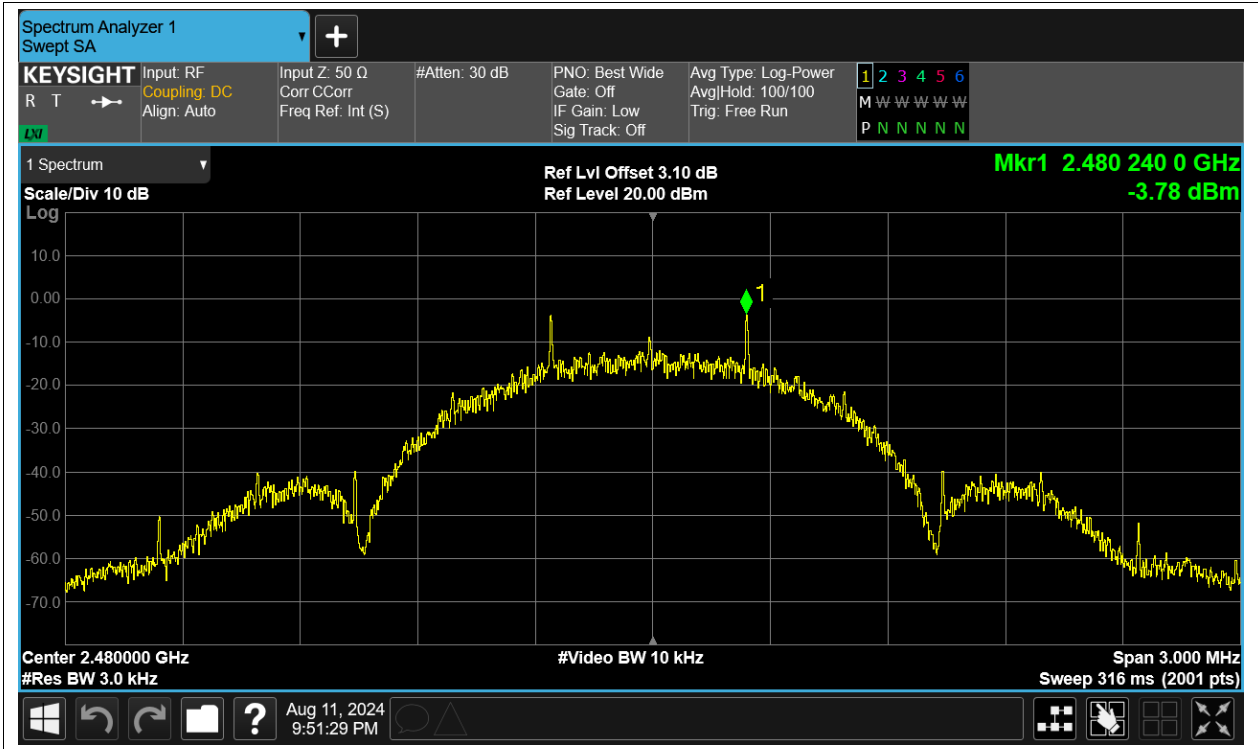 Spectrum Analyzer 1
Swept SA
KEYSIGHT
R T
LXI
Input: RF
Coupling: DC
Align: Auto
Input Z: 50 Ω
Corr CCorr
Freq Ref: Int (S)
#Atten: 30 dB
PNO: Best Wide
Gate: Off
IF Gain: Low
Sig Track: Off
Avg Type: Log-Power
Avg|Hold: 100/100
Trig: Free Run
1 2 3 4 5 6
M W W W W W W
P N N N N N
1 Spectrum
Scale/Div 10 dB
Ref Lvl Offset 3.10 dB
Ref Level 20.00 dBm
Mkr1 2.480 240 0 GHz
-3.78 dBm
Log
10.0
0.00
1
-10.0
-20.0
-30.0
-40.0
-50.0
-60.0
-70.0
Center 2.480000 GHz
#Res BW 3.0 kHz
#Video BW 10 kHz
Span 3.000 MHz
Sweep 316 ms (2001 pts)
?
Aug 11, 2024
9:51:29 PM